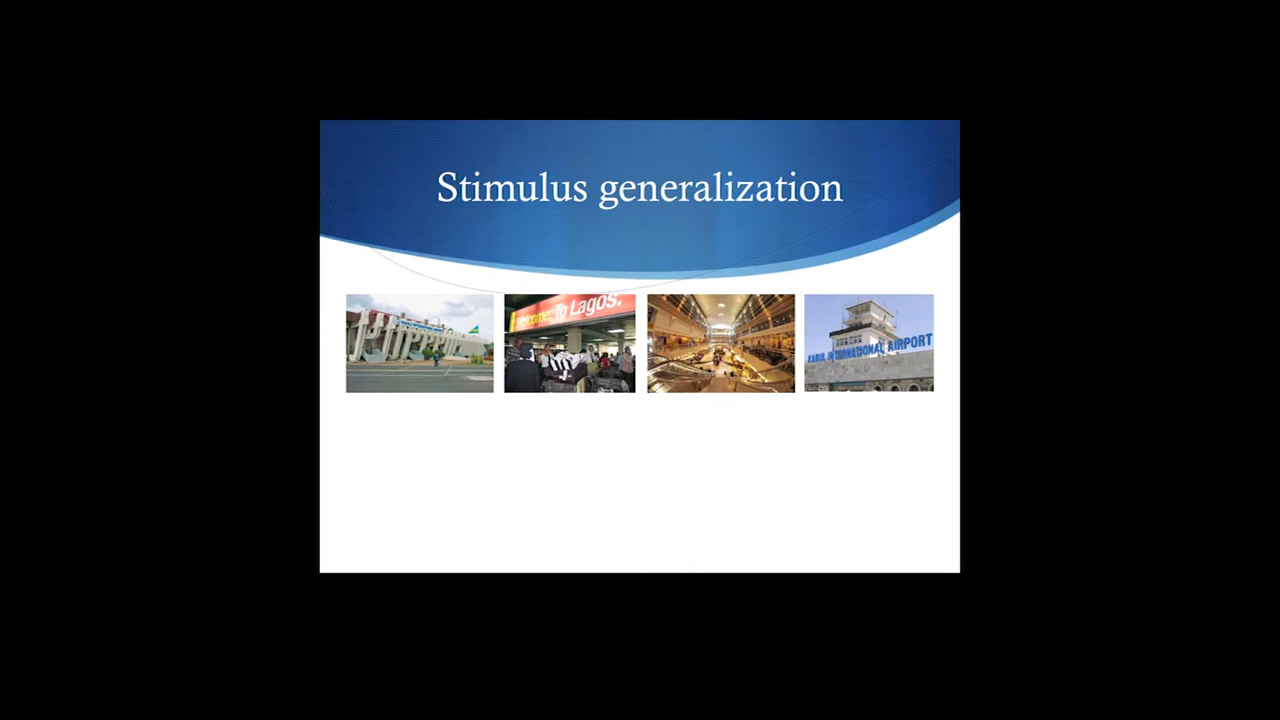 Stimulus generalization
Welcome To Lagos.
KABUL INTERNATIONAL AIRPORT